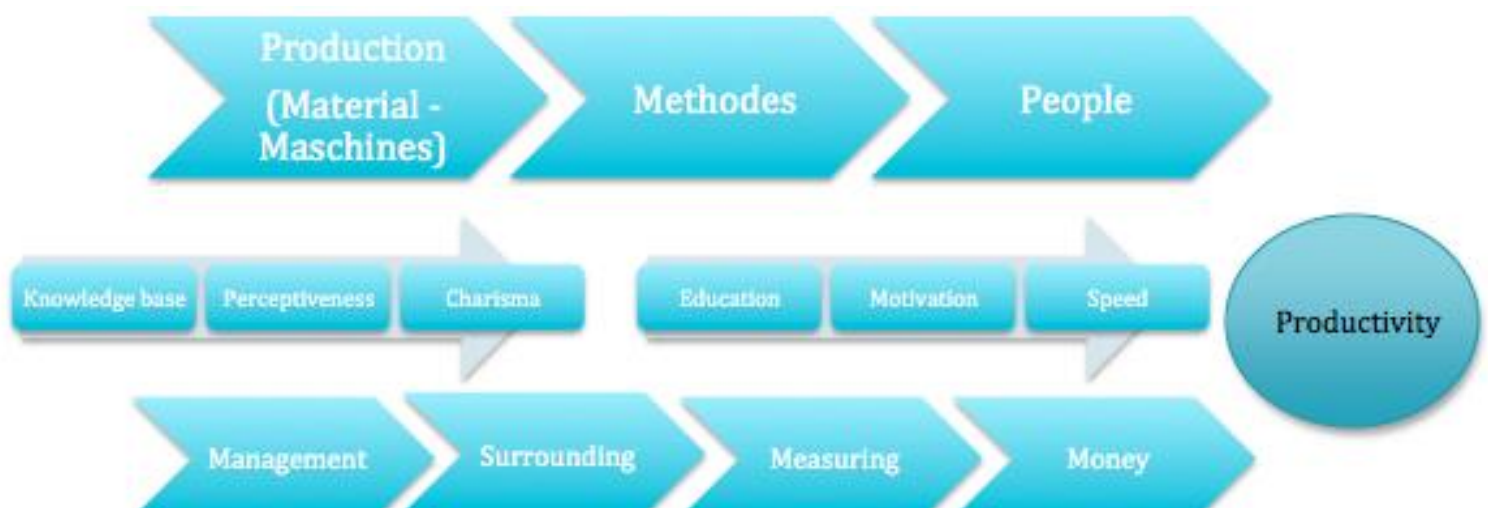 Production
(Material -
Maschines)
Methodes
People
Knowledge base
Perceptiveness
Charisma
Education
Motivation
Speed
Productivity
Management
Surrounding
Measuring
Money